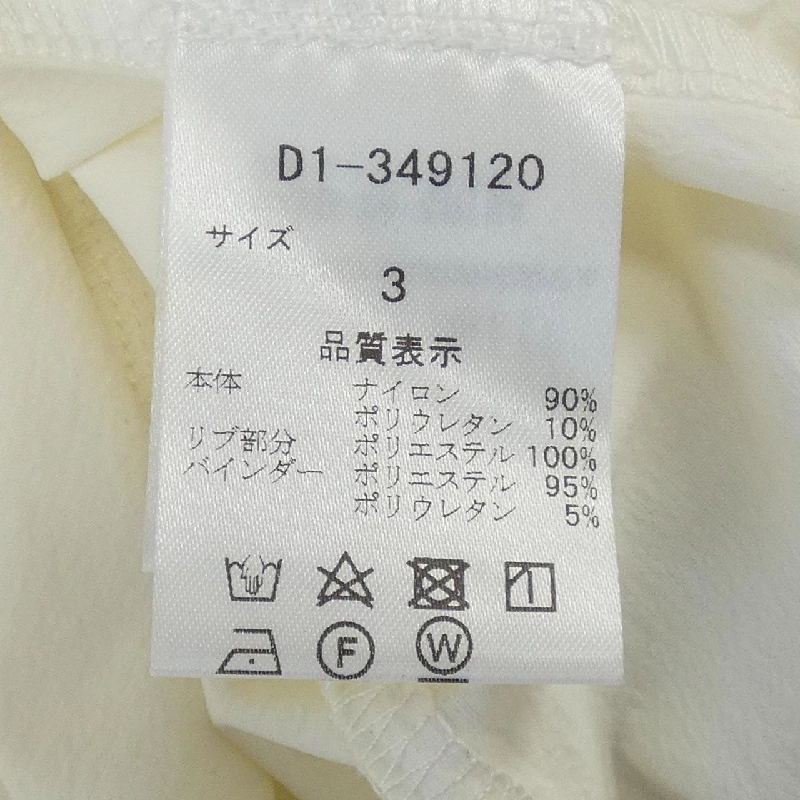 D1-349120
サイズ
3
品質表示
本体 ナイロン 90%
ポリウレタン 10%
リブ部分 ポリエステル 100%
バインダー ポリエステル 95%
ポリウレタン 5%
F W